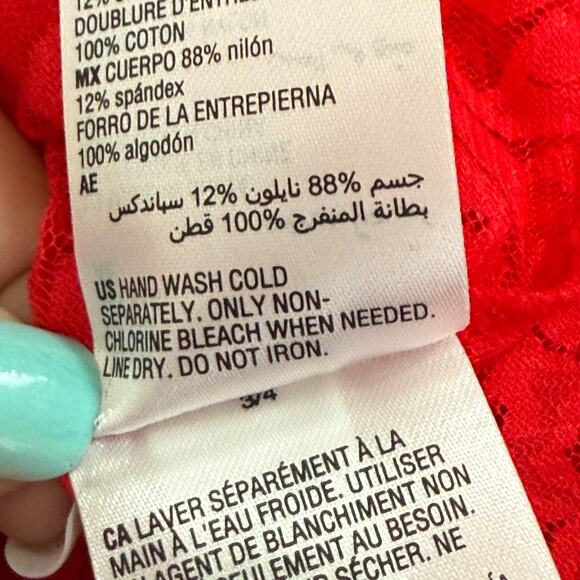 12%
DOUBLURE D'ENTRE
100% COTON
MX CUERPO 88% nilón
12% spándex
FORRO DE LA ENTREPIERNA
100% algodón
AE
جسم 88% نايلون 12% سباندكس
بطانة المنفرج 100% قطن
US HAND WASH COLD
SEPARATELY. ONLY NON-
CHLORINE BLEACH WHEN NEEDED.
LINE DRY. DO NOT IRON.
3/4
CA LAVER SÉPARÉMENT À LA
MAIN À L'EAU FROIDE. UTILISER
AGENT DE BLANCHIMENT NON
SEULEMENT AU BESOIN.
SÉCHER. NE